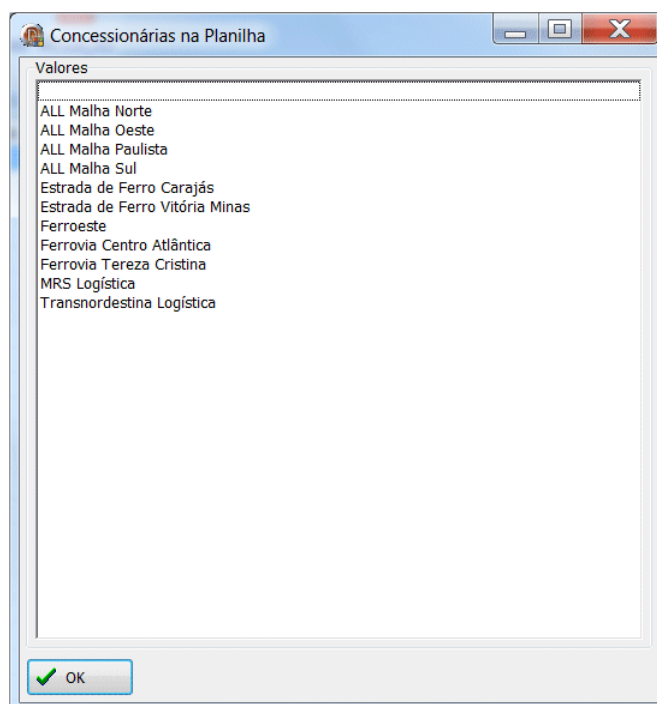 Concessionárias na Planilha
Valores
ALL Malha Norte
ALL Malha Oeste
ALL Malha Paulista
ALL Malha Sul
Estrada de Ferro Carajás
Estrada de Ferro Vitória Minas
Ferroeste
Ferrovia Centro Atlântica
Ferrovia Tereza Cristina
MRS Logística
Transnordestina Logística
OK